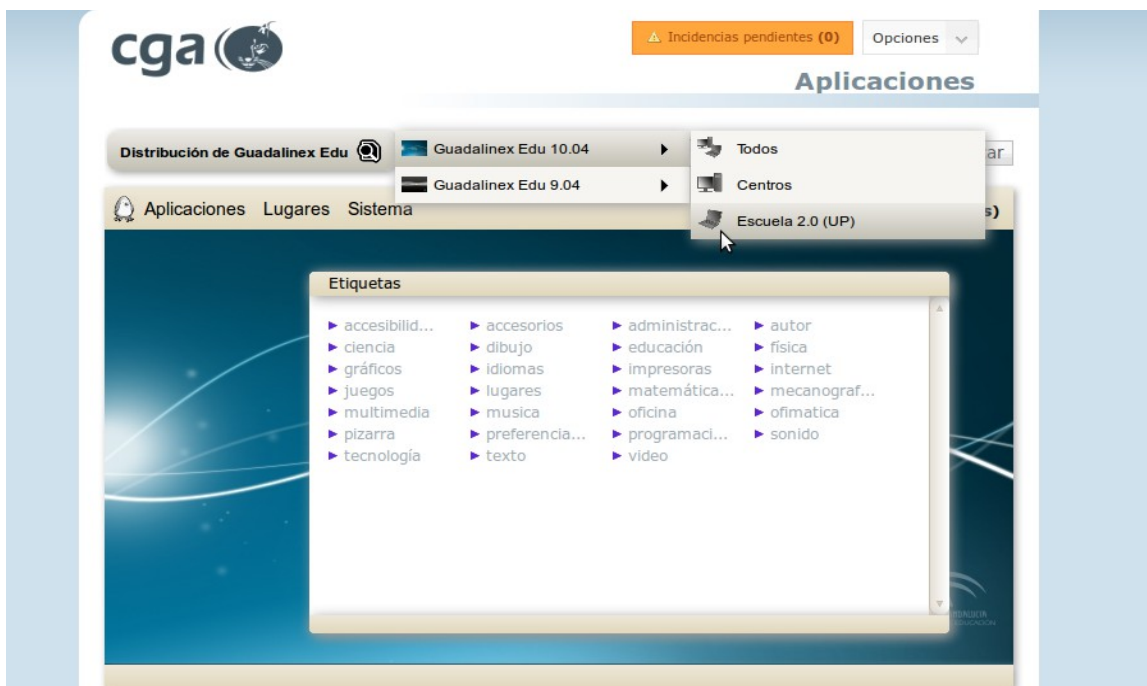 cga
Incidencias pendientes (0)
Opciones
Aplicaciones
Distribución de Guadalinex Edu
Guadalinex Edu 10.04
Todos
ar
Guadalinex Edu 9.04
Centros
Aplicaciones Lugares Sistema
Escuela 2.0 (UP)
s)
Etiquetas
accesibilid... accesorios administrac... autor
ciencia dibujo educación física
gráficos idiomas impresoras internet
juegos lugares matemática... mecanograf...
multimedia musica oficina ofimatica
pizarra preferencia... programaci... sonido
tecnología texto video